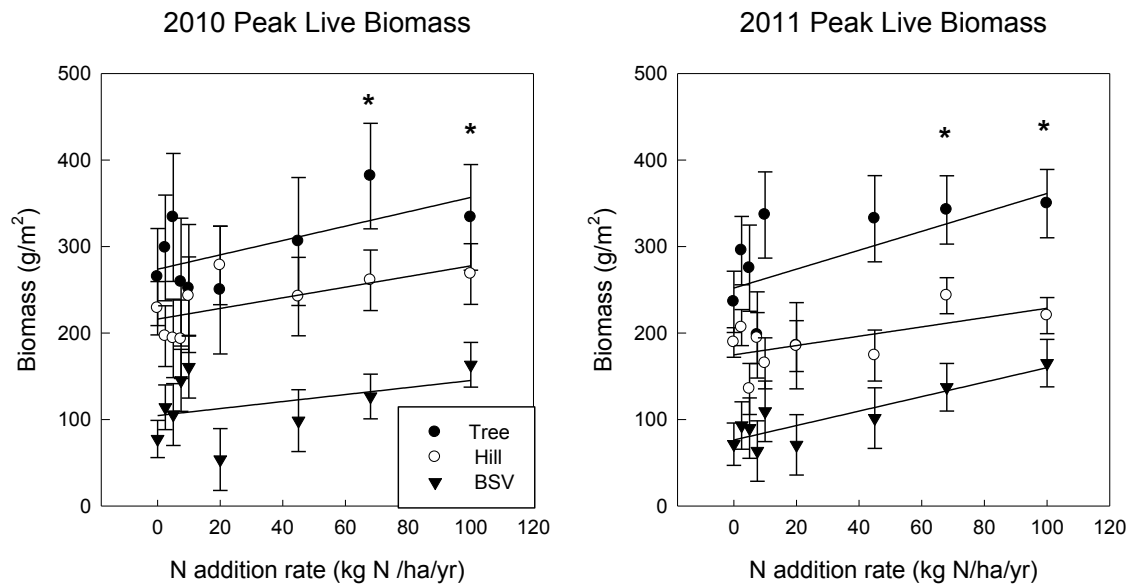 2010 Peak Live Biomass
2011 Peak Live Biomass
Biomass (g/m²)
500
400
300
200
100
0
*
*
Tree
Hill
BSV
0 20 40 60 80 100 120
N addition rate (kg N /ha/yr)
Biomass (g/m²)
500
400
300
200
100
0
*
*
0 20 40 60 80 100 120
N addition rate (kg N/ha/yr)